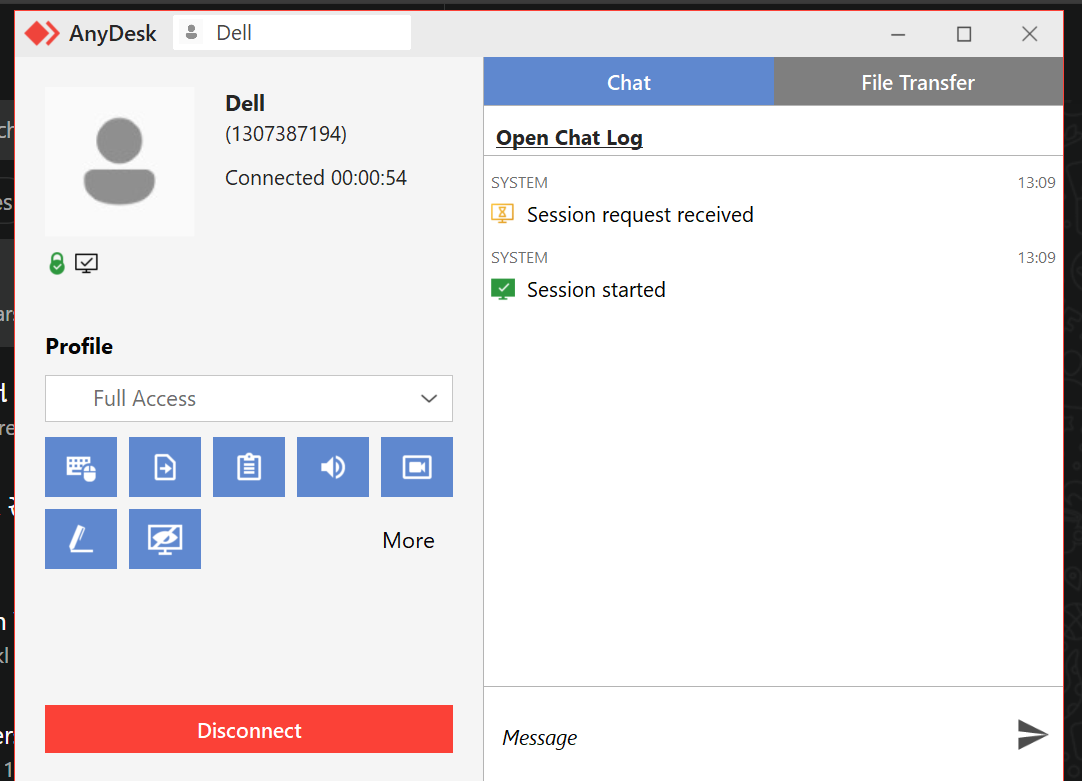 AnyDesk
Dell
Dell
(1307387194)
Connected 00:00:54
Profile
Full Access
More
Disconnect
Chat
File Transfer
Open Chat Log
SYSTEM 13:09
Session request received
SYSTEM 13:09
Session started
Message